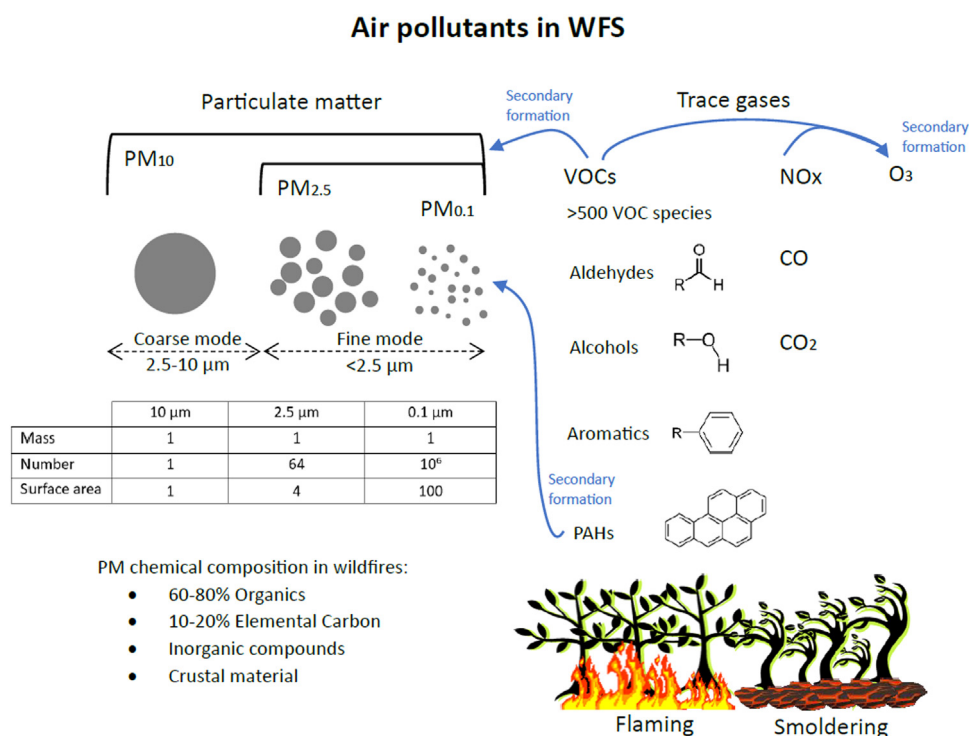 Air pollutants in WFS
Particulate matter
Secondary
formation
Trace gases
Secondary
formation
PM10
PM2.5
PM0.1
VOCs
NOx
O3
>500 VOC species
Aldehydes
R
O
H
CO
Alcohols
R
O
H
CO2
Aromatics
R
Secondary
formation
PAHs
Coarse mode
2.5-10 µm
Fine mode
<2.5 µm
10 µm 2.5 µm 0.1 µm
Mass 1 1 1
Number 1 64 10⁶
Surface area 1 4 100
PM chemical composition in wildfires:
• 60-80% Organics
• 10-20% Elemental Carbon
• Inorganic compounds
• Crustal material
Flaming
Smoldering